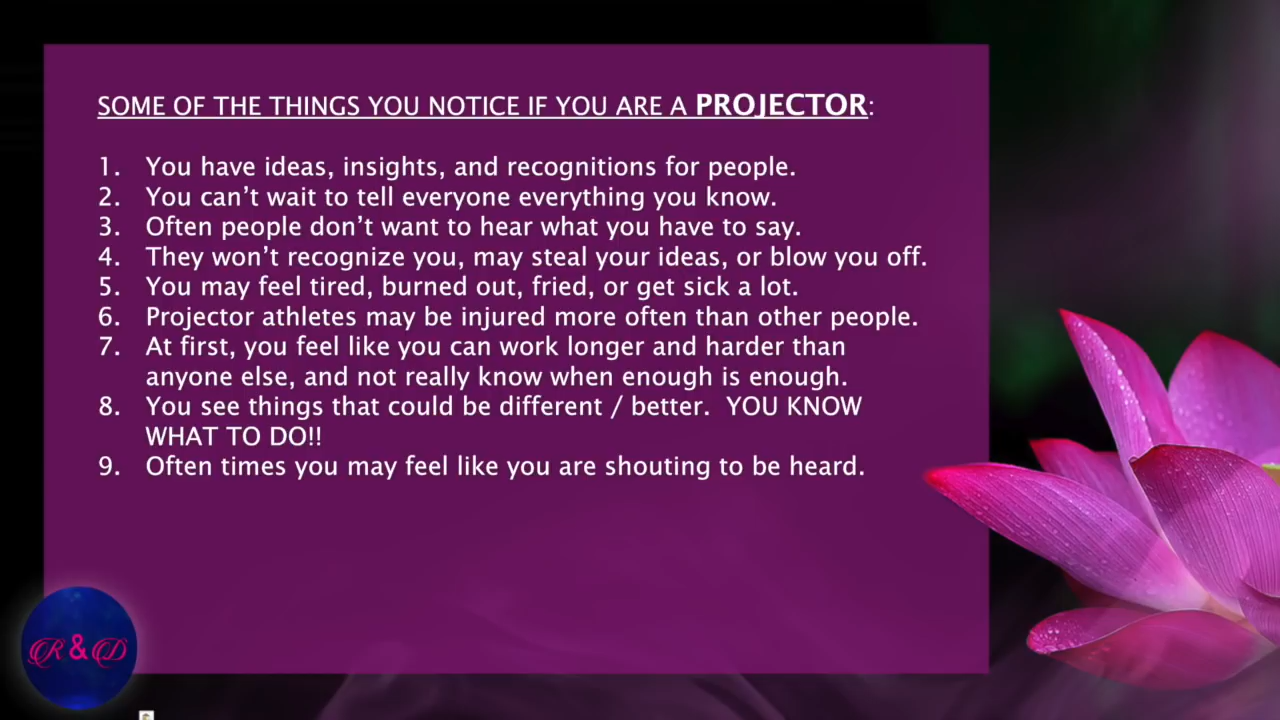 SOME OF THE THINGS YOU NOTICE IF YOU ARE A PROJECTOR:
1. You have ideas, insights, and recognitions for people.
2. You can't wait to tell everyone everything you know.
3. Often people don't want to hear what you have to say.
4. They won't recognize you, may steal your ideas, or blow you off.
5. You may feel tired, burned out, fried, or get sick a lot.
6. Projector athletes may be injured more often than other people.
7. At first, you feel like you can work longer and harder than
anyone else, and not really know when enough is enough.
8. You see things that could be different / better.  YOU KNOW
WHAT TO DO!!
9. Often times you may feel like you are shouting to be heard.
R&D